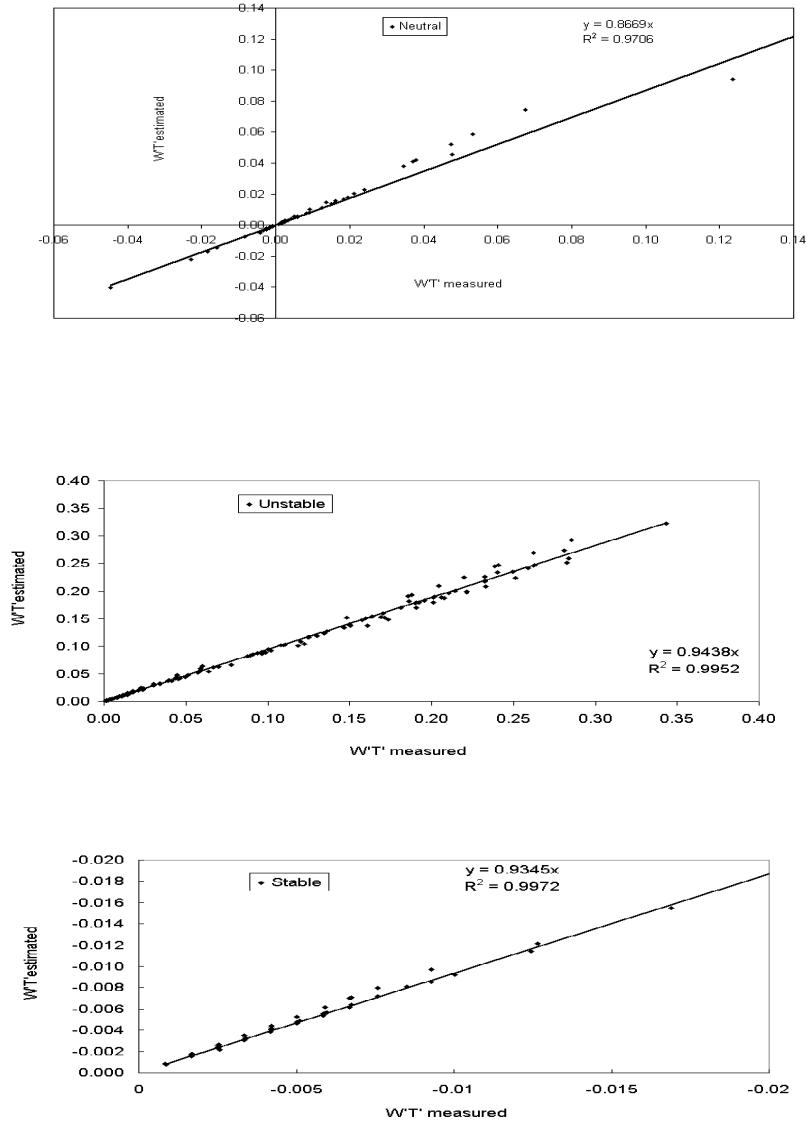 0.14
Neutral
y = 0.8669x
R² = 0.9706
0.12
0.10
0.08
0.06
0.04
0.02
0.00
W'T'estimated
-0.06 -0.04 -0.02 0.00 0.02 0.04 0.06 0.08 0.10 0.12 0.14
-0.02
-0.04
-0.06
W'T' measured
0.40
Unstable
0.30
0.25
0.20
0.15
0.10
0.05
0.00
W'T'estimated
y = 0.9438x
R² = 0.9952
0.00 0.05 0.10 0.15 0.20 0.25 0.30 0.35 0.40
W'T' measured
-0.020
y = 0.9345x
-0.018
Stable
R² = 0.9972
-0.016
-0.014
-0.012
-0.010
-0.008
-0.006
-0.004
-0.002
0.000
W'T'estimated
0 -0.005 -0.01 -0.015 -0.02
W'T' measured